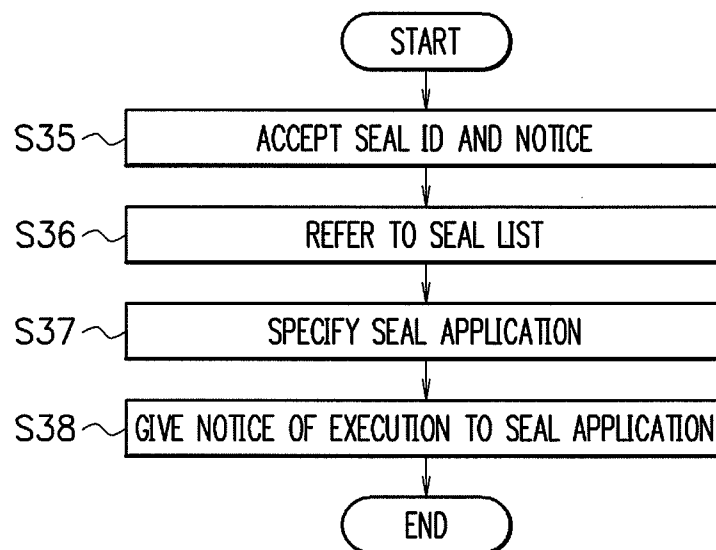 START
S35 ACCEPT SEAL ID AND NOTICE
S36 REFER TO SEAL LIST
S37 SPECIFY SEAL APPLICATION
S38 GIVE NOTICE OF EXECUTION TO SEAL APPLICATION
END